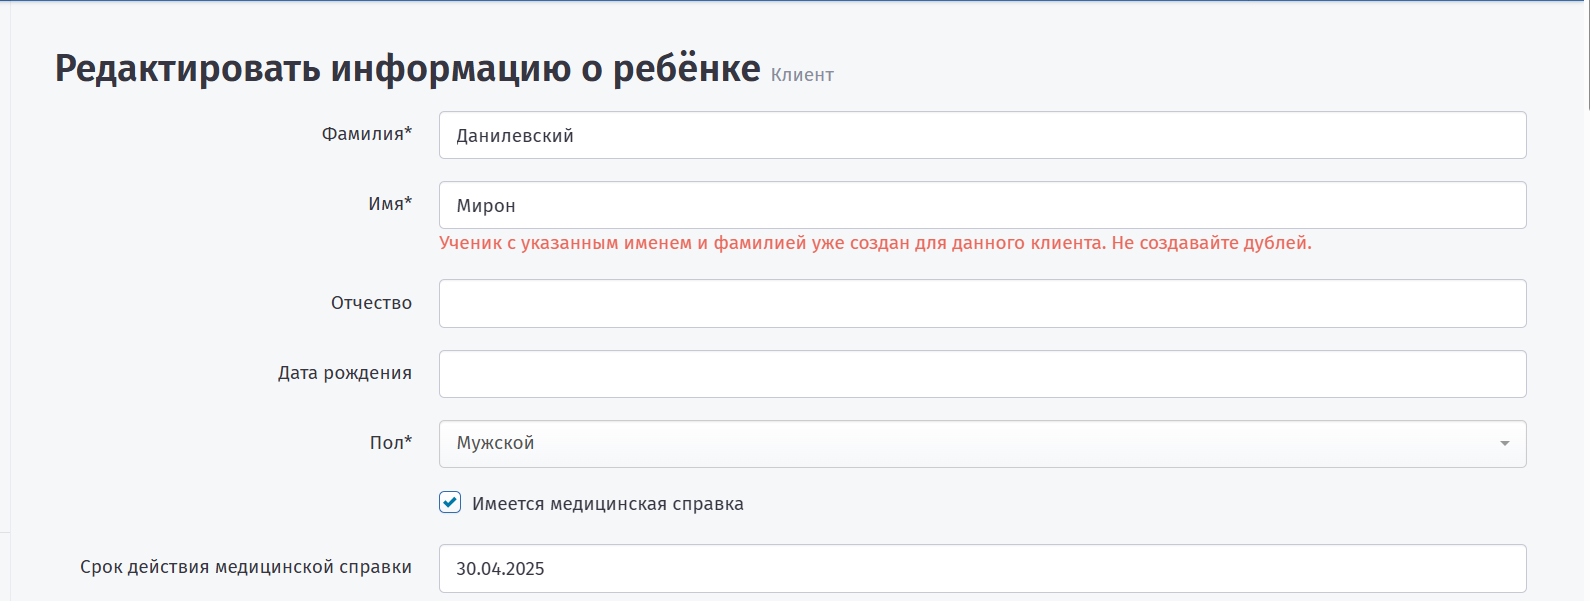 Редактировать информацию о ребёнке Клиент
Фамилия* Данилевский
Имя* Мирон
Ученик с указанным именем и фамилией уже создан для данного клиента. Не создавайте дублей.
Отчество
Дата рождения
Пол* Мужской
Имеется медицинская справка
Срок действия медицинской справки 30.04.2025